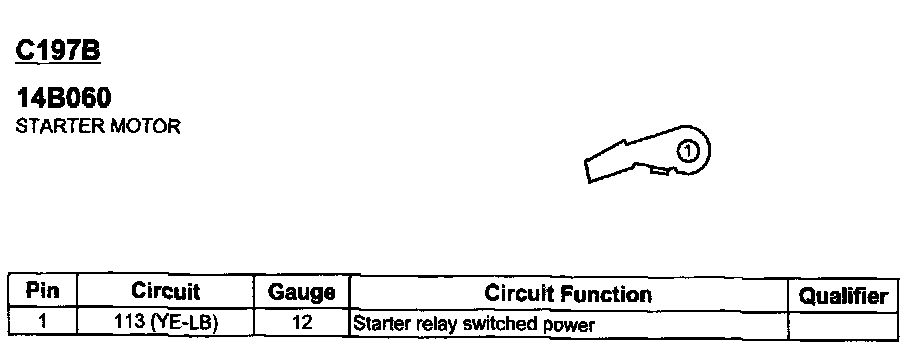 C197B
14B060
STARTER MOTOR
1
Pin Circuit Gauge Circuit Function Qualifier
1 113 (YE-LB) 12 Starter relay switched power